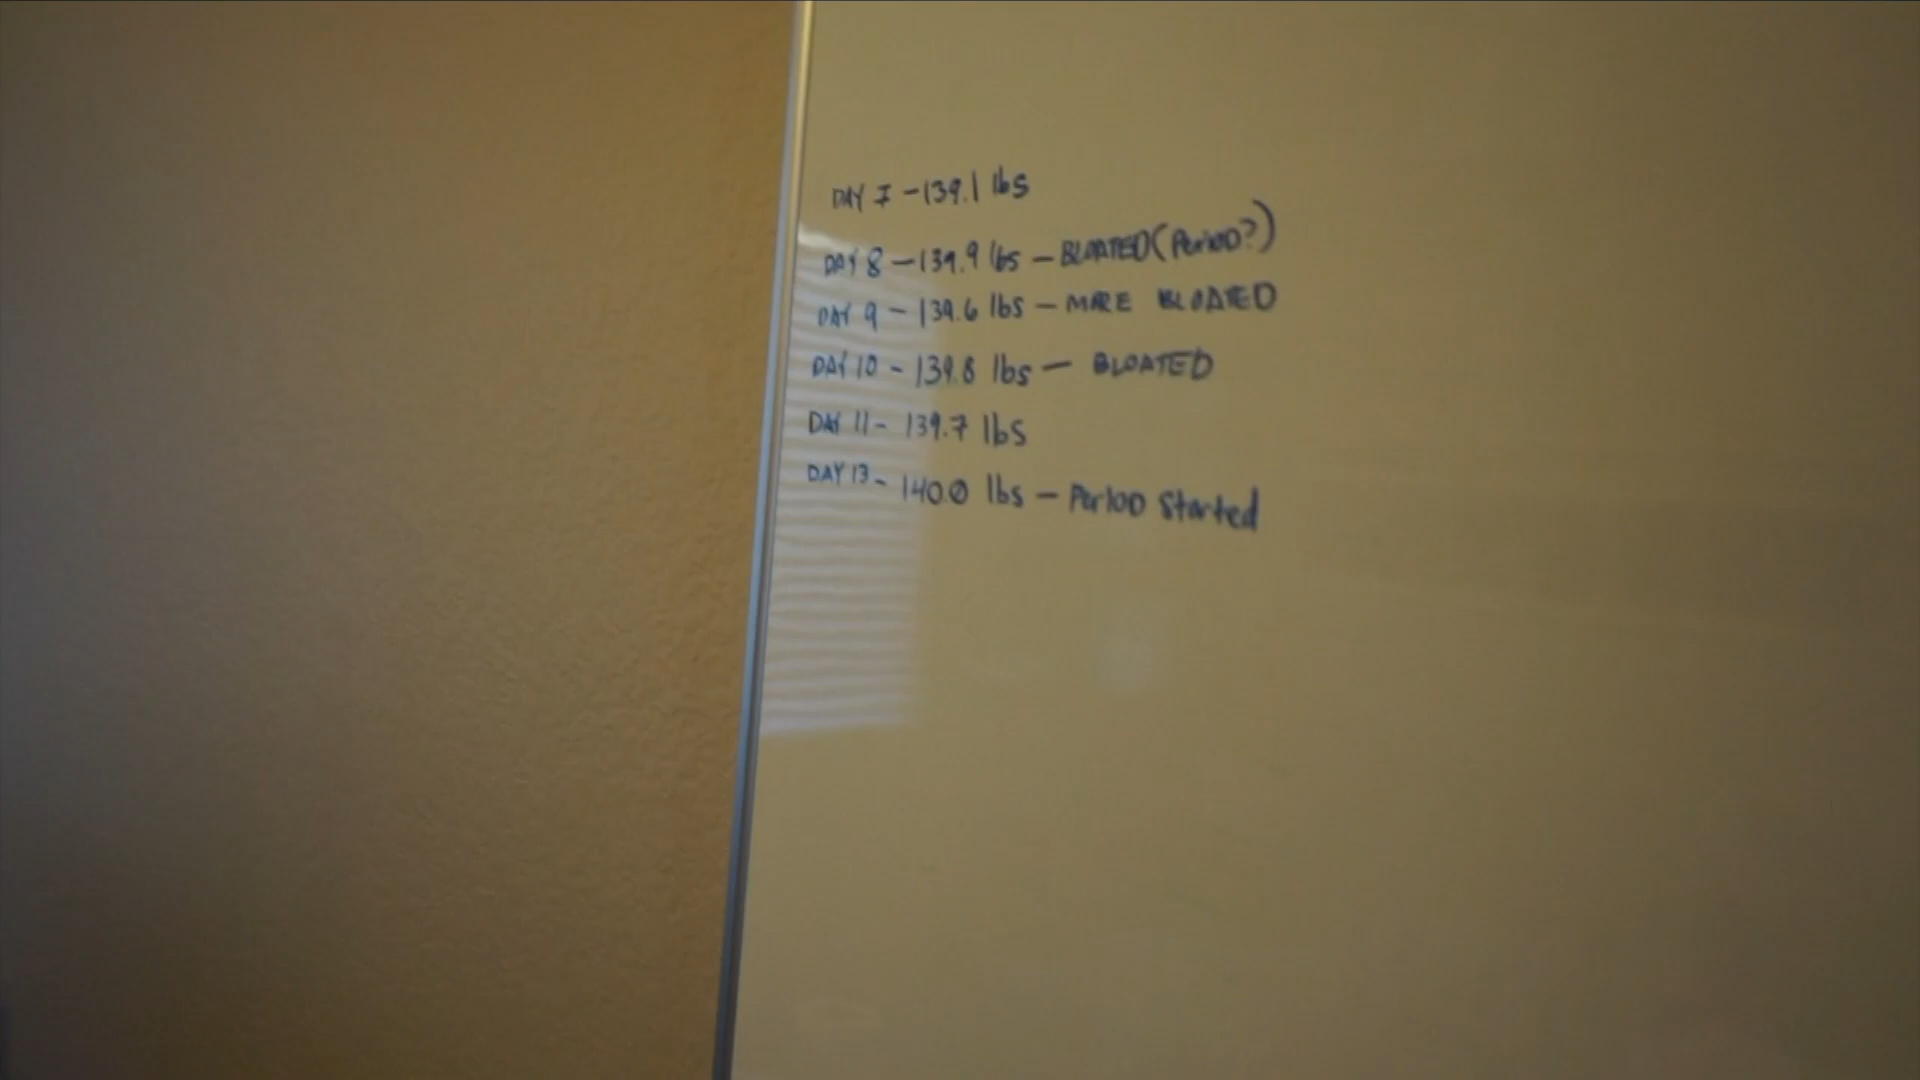 DAY 7 - 139.1 lbs
DAY 8 - 139.9 lbs - BLOATED (PERIOD?)
DAY 9 - 139.6 lbs - MORE BLOATED
DAY 10 - 139.8 lbs - BLOATED
DAY 11 - 139.7 lbs
DAY 13 - 140.0 lbs - PERIOD Started